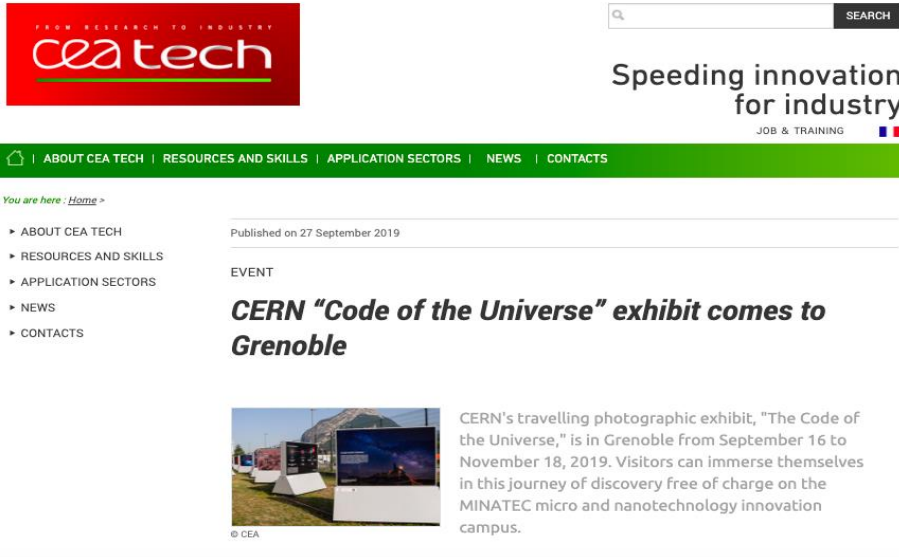 FROM RESEARCH TO INDUSTRY
cea tech
SEARCH
Speeding innovation
for industry
JOB & TRAINING
ABOUT CEA TECH | RESOURCES AND SKILLS | APPLICATION SECTORS | NEWS | CONTACTS
You are here : Home >
ABOUT CEA TECH
RESOURCES AND SKILLS
APPLICATION SECTORS
NEWS
CONTACTS
Published on 27 September 2019
EVENT
CERN “Code of the Universe” exhibit comes to
Grenoble
CERN's travelling photographic exhibit, "The Code of
the Universe," is in Grenoble from September 16 to
November 18, 2019. Visitors can immerse themselves
in this journey of discovery free of charge on the
MINATEC micro and nanotechnology innovation
campus.
© CEA